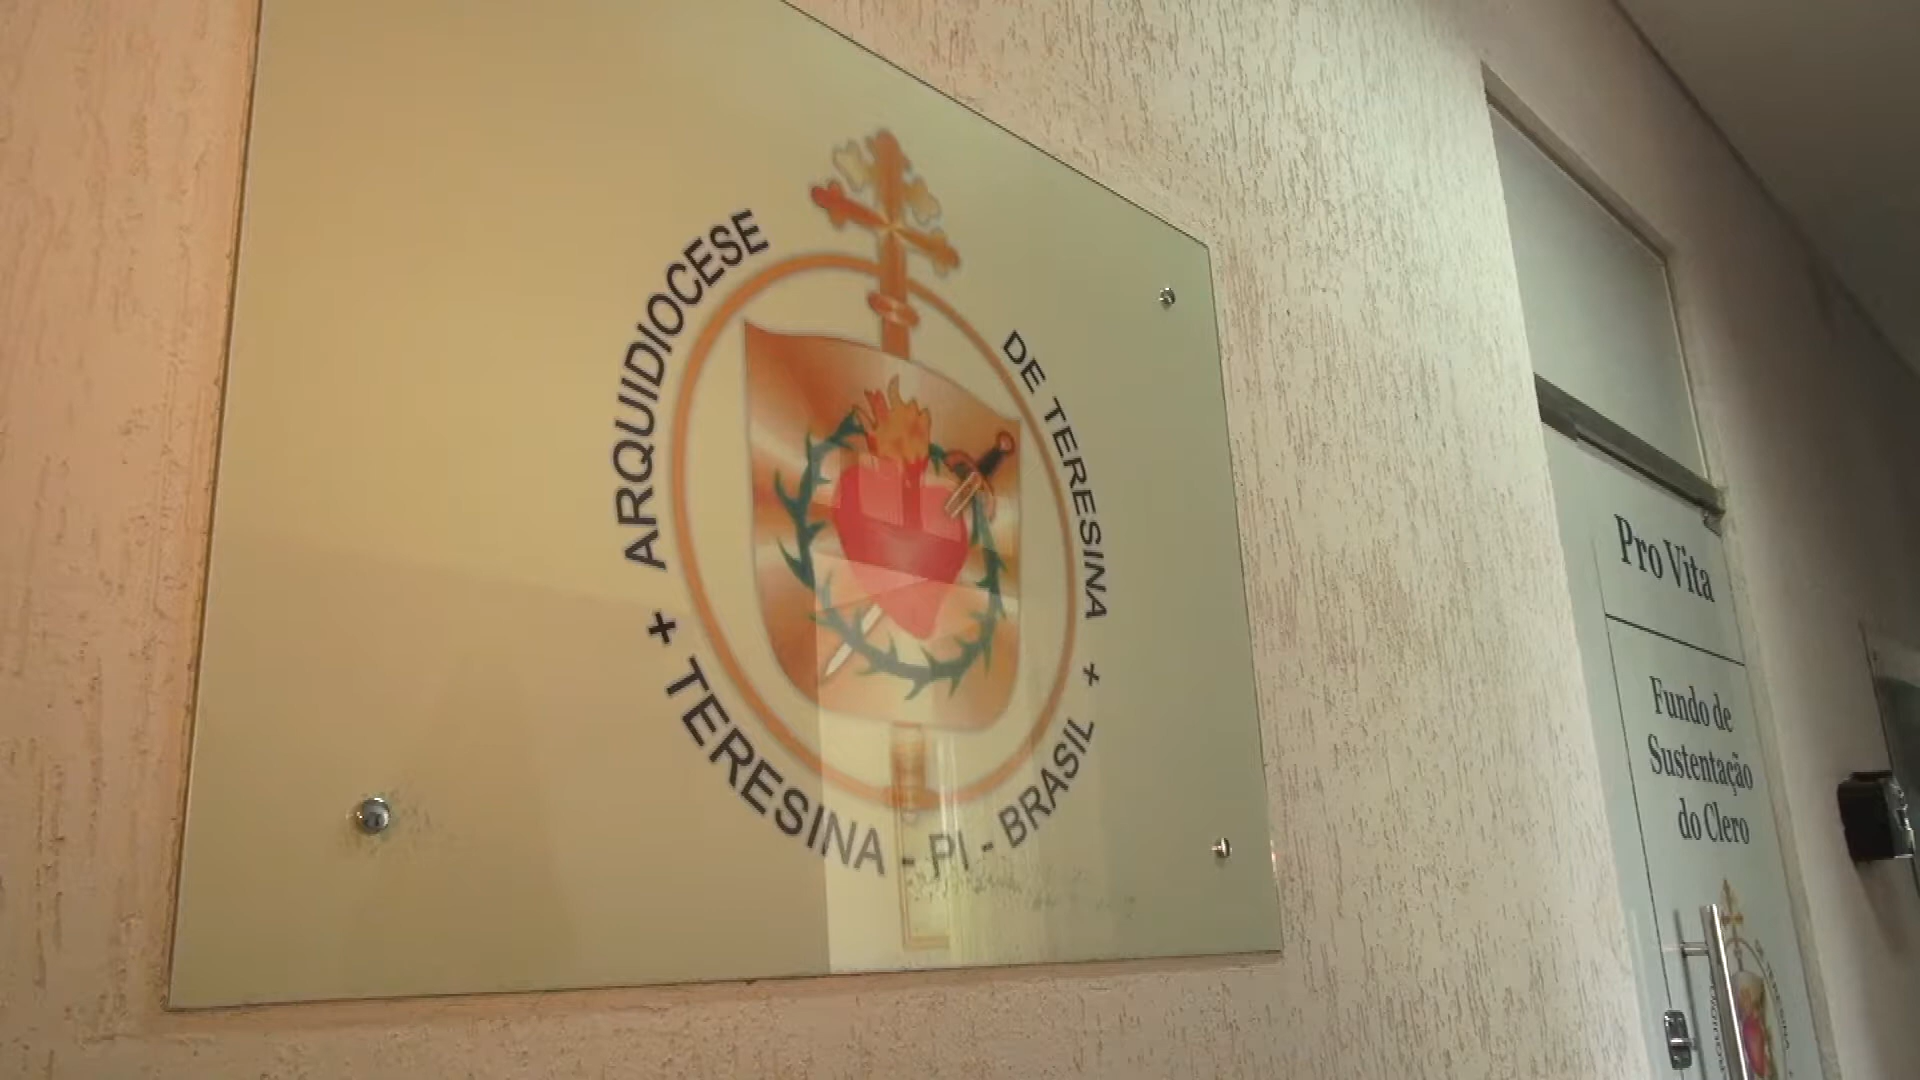 ARQUIDIOCESE DE TERESINA
+ TERESINA - PI - BRASIL +
Pro Vita
Fundo de
Sustentação
do Clero